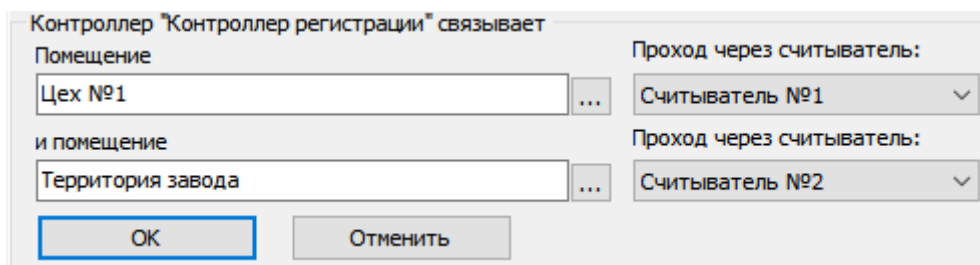 Контроллер "Контроллер регистрации" связывает
Помещение
Проход через считыватель:
Цех №1
...
Считыватель №1
и помещение
Проход через считыватель:
Территория завода
...
Считыватель №2
ОК
Отменить